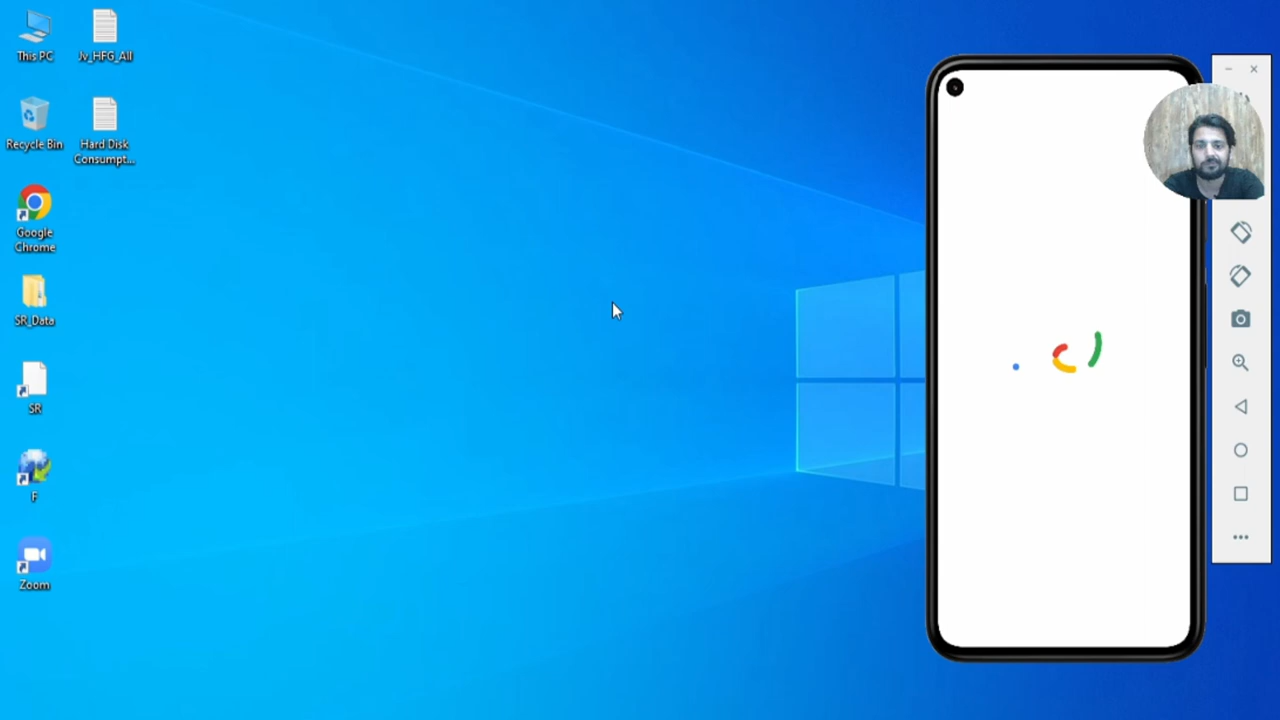 This PC
Jv_HFG_All
Recycle Bin
Hard Disk
Consumpt...
Google
Chrome
SR_Data
SR
F
Zoom